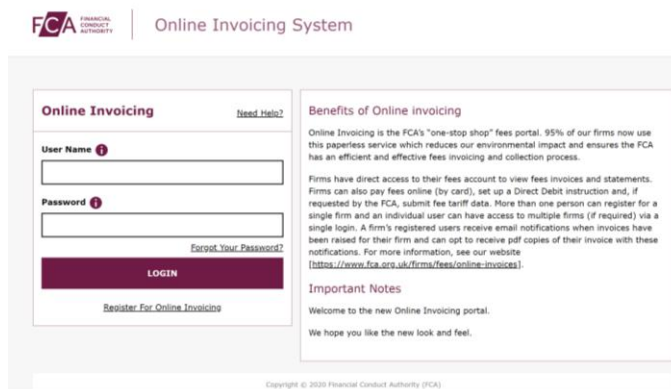 FCA FINANCIAL
CONDUCT
AUTHORITY
Online Invoicing System
Online Invoicing
Need Help?
User Name i
Password i
Forgot Your Password?
LOGIN
Register For Online Invoicing
Benefits of Online invoicing
Online Invoicing is the FCA's "one-stop shop" fees portal. 95% of our firms now use
this paperless service which reduces our environmental impact and ensures the FCA
has an efficient and effective fees invoicing and collection process.
Firms have direct access to their fees account to view fees invoices and statements.
Firms can also pay fees online (by card), set up a Direct Debit instruction and, if
requested by the FCA, submit fee tariff data. More than one person can register for a
single firm and an individual user can have access to multiple firms (if required) via a
single login. A firm's registered users receive email notifications when invoices have
been raised for their firm and can opt to receive pdf copies of their invoice with these
notifications. For more information, see our website
[https://www.fca.org.uk/firms/fees/online-invoices].
Important Notes
Welcome to the new Online Invoicing portal.
We hope you like the new look and feel.
Copyright © 2020 Financial Conduct Authority (FCA)